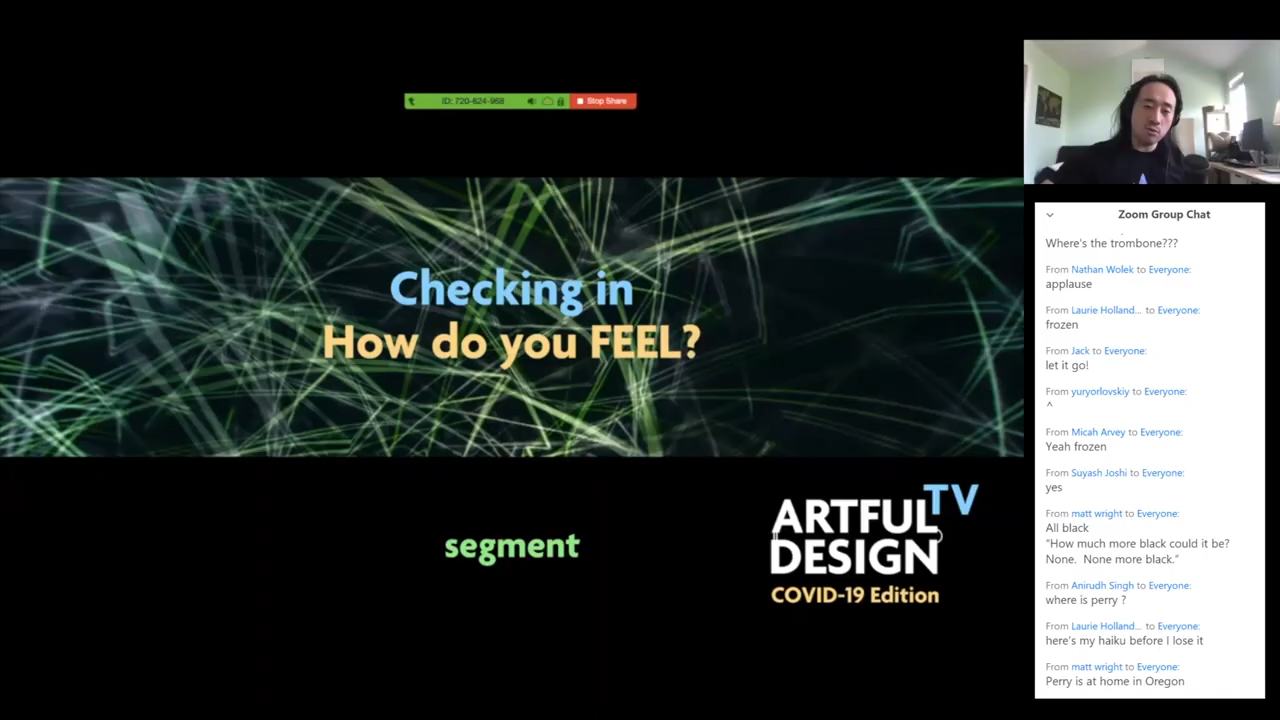 ID: 720-624-968
Stop Share
Checking in
How do you FEEL?
segment
ARTFUL TV
DESIGN
COVID-19 Edition
Zoom Group Chat
Where's the trombone???
From Nathan Wolek to Everyone:
applause
From Laurie Holland... to Everyone:
frozen
From Jack to Everyone:
let it go!
From yuryorlovskiy to Everyone:
^
From Micah Arvey to Everyone:
Yeah frozen
From Suyash Joshi to Everyone:
yes
From matt wright to Everyone:
All black
"How much more black could it be?
None.  None more black."
From Anirudh Singh to Everyone:
where is perry ?
From Laurie Holland... to Everyone:
here's my haiku before I lose it
From matt wright to Everyone:
Perry is at home in Oregon